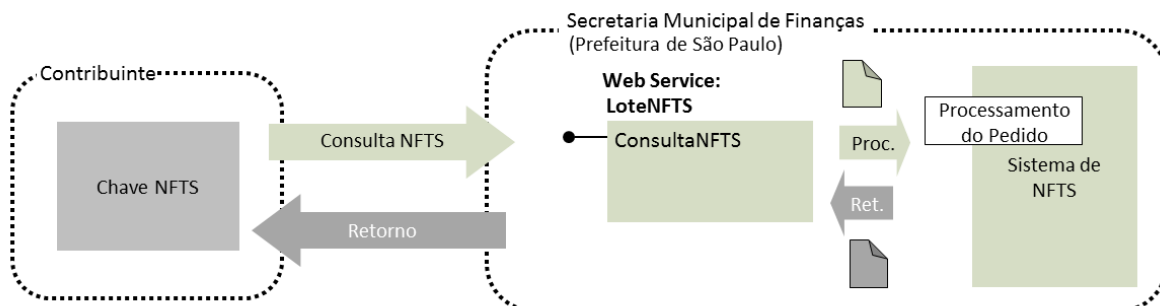 Secretaria Municipal de Finanças
(Prefeitura de São Paulo)
Contribuinte
Web Service:
LoteNFTS
Processamento
do Pedido
Consulta NFTS
ConsultaNFTS
Proc.
Chave NFTS
Sistema de
NFTS
Retorno
Ret.